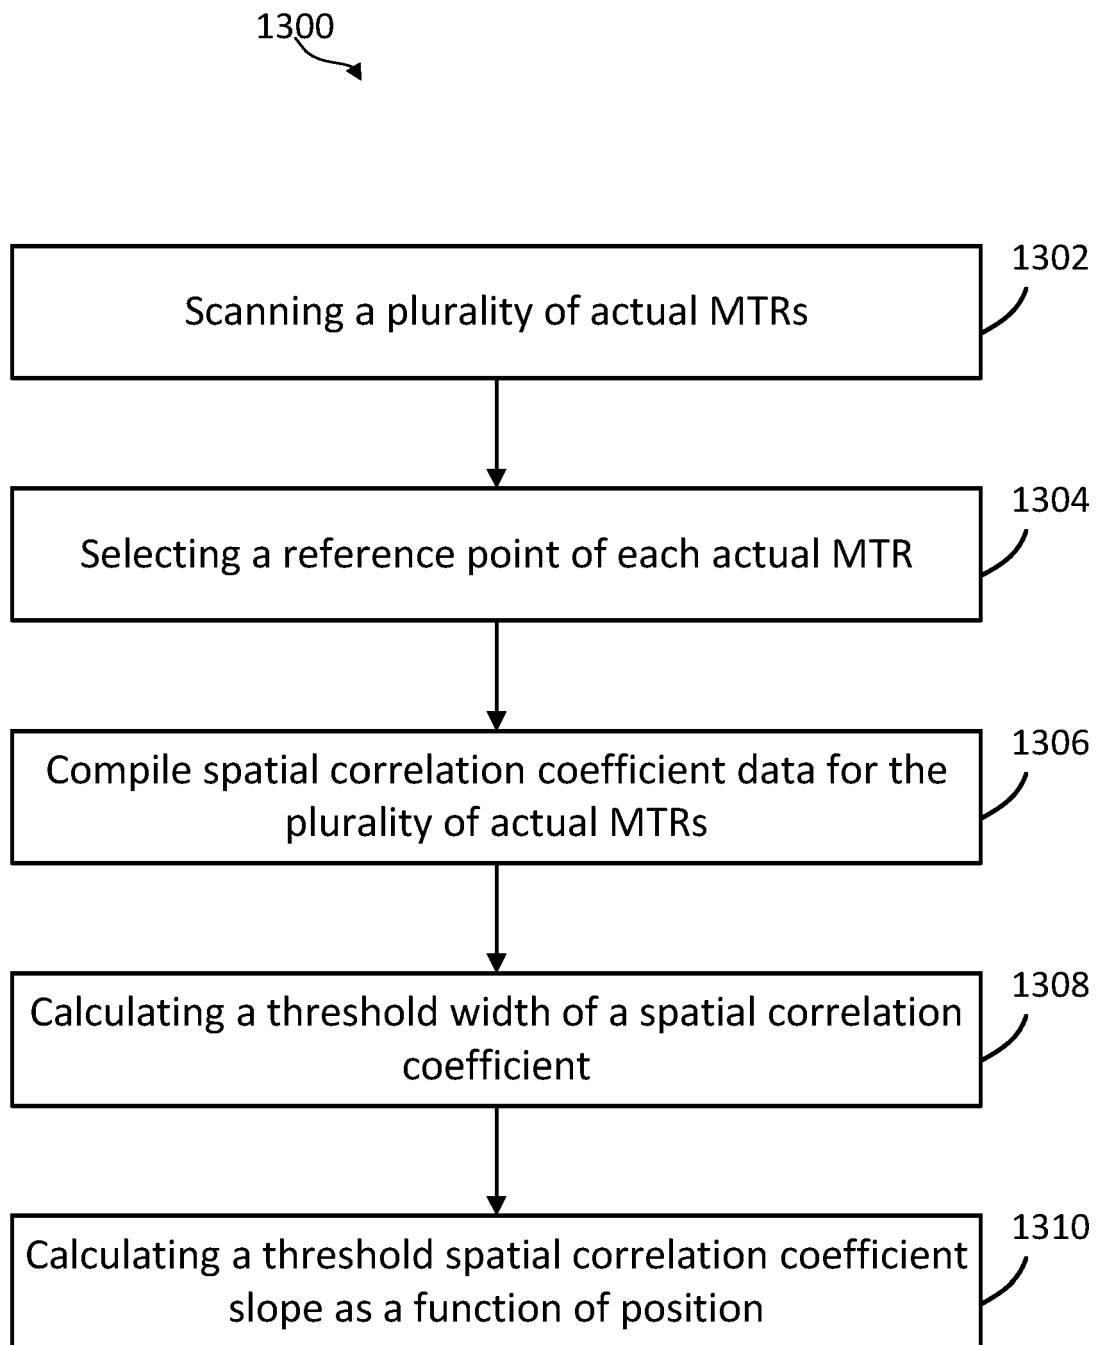 1300
1302
Scanning a plurality of actual MTRs
1304
Selecting a reference point of each actual MTR
1306
Compile spatial correlation coefficient data for the
plurality of actual MTRs
1308
Calculating a threshold width of a spatial correlation
coefficient
1310
Calculating a threshold spatial correlation coefficient
slope as a function of position